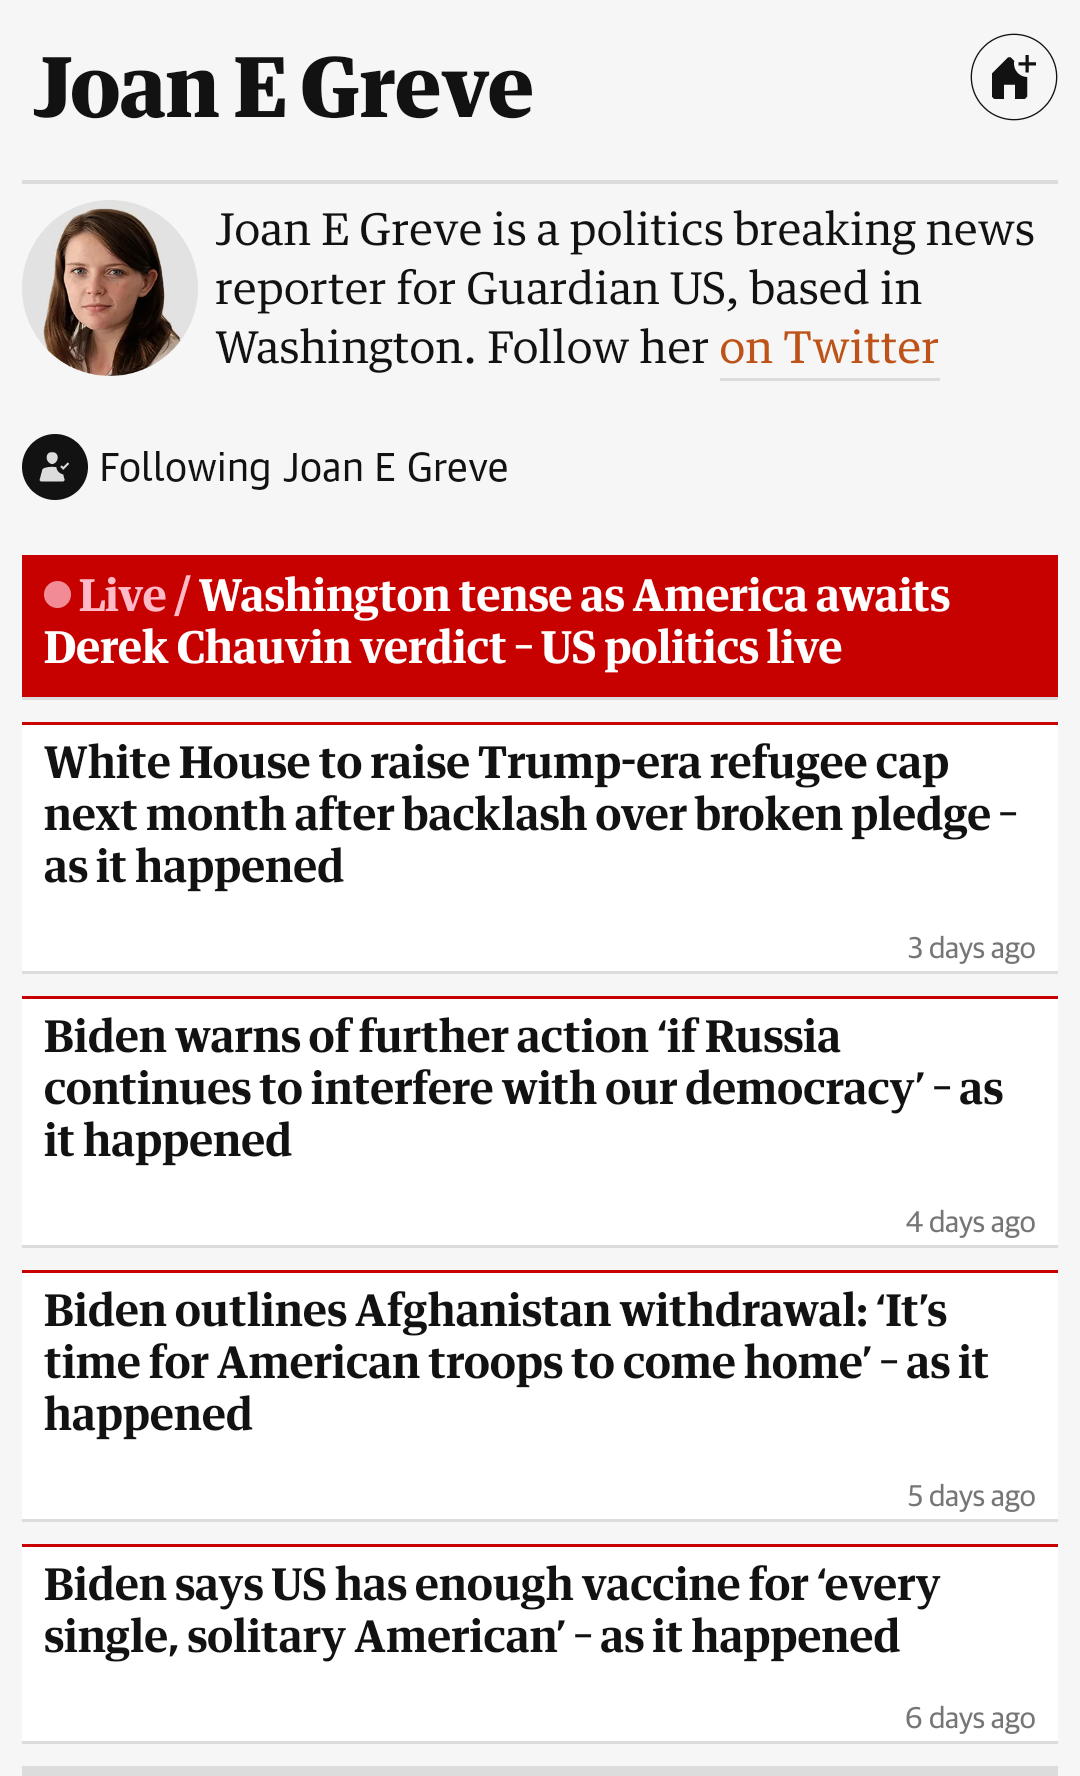 Joan E Greve
Joan E Greve is a politics breaking news
reporter for Guardian US, based in
Washington. Follow her on Twitter
Following Joan E Greve
Live / Washington tense as America awaits
Derek Chauvin verdict – US politics live
White House to raise Trump-era refugee cap
next month after backlash over broken pledge –
as it happened
3 days ago
Biden warns of further action ‘if Russia
continues to interfere with our democracy’ – as
it happened
4 days ago
Biden outlines Afghanistan withdrawal: ‘It’s
time for American troops to come home’ – as it
happened
5 days ago
Biden says US has enough vaccine for ‘every
single, solitary American’ – as it happened
6 days ago